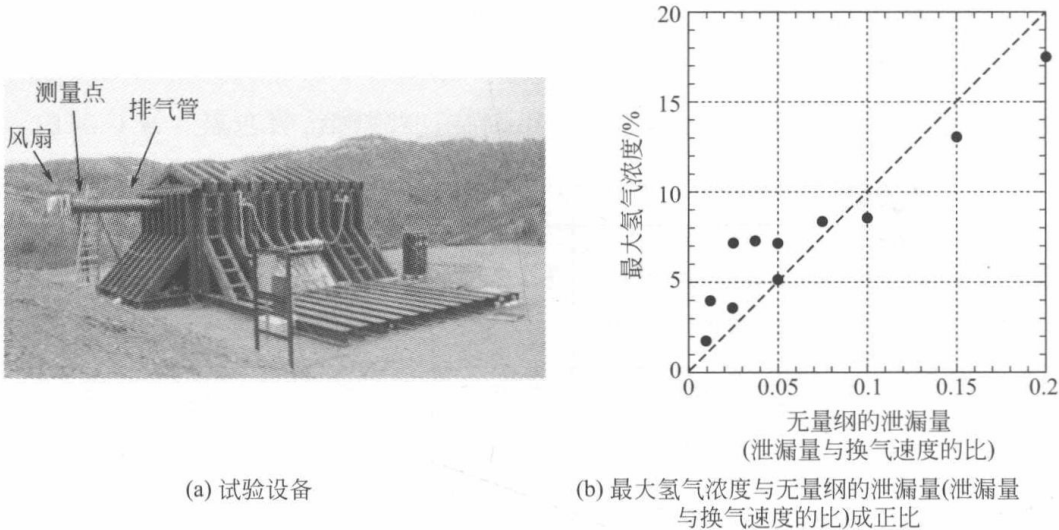 测量点
排气管
风扇
(a) 试验设备
20
15
10
5
0
最大氢气浓度/%
0
0.05
0.1
0.15
0.2
无量纲的泄漏量
(泄漏量与换气速度的比)
(b) 最大氢气浓度与无量纲的泄漏量(泄漏量
与换气速度的比)成正比